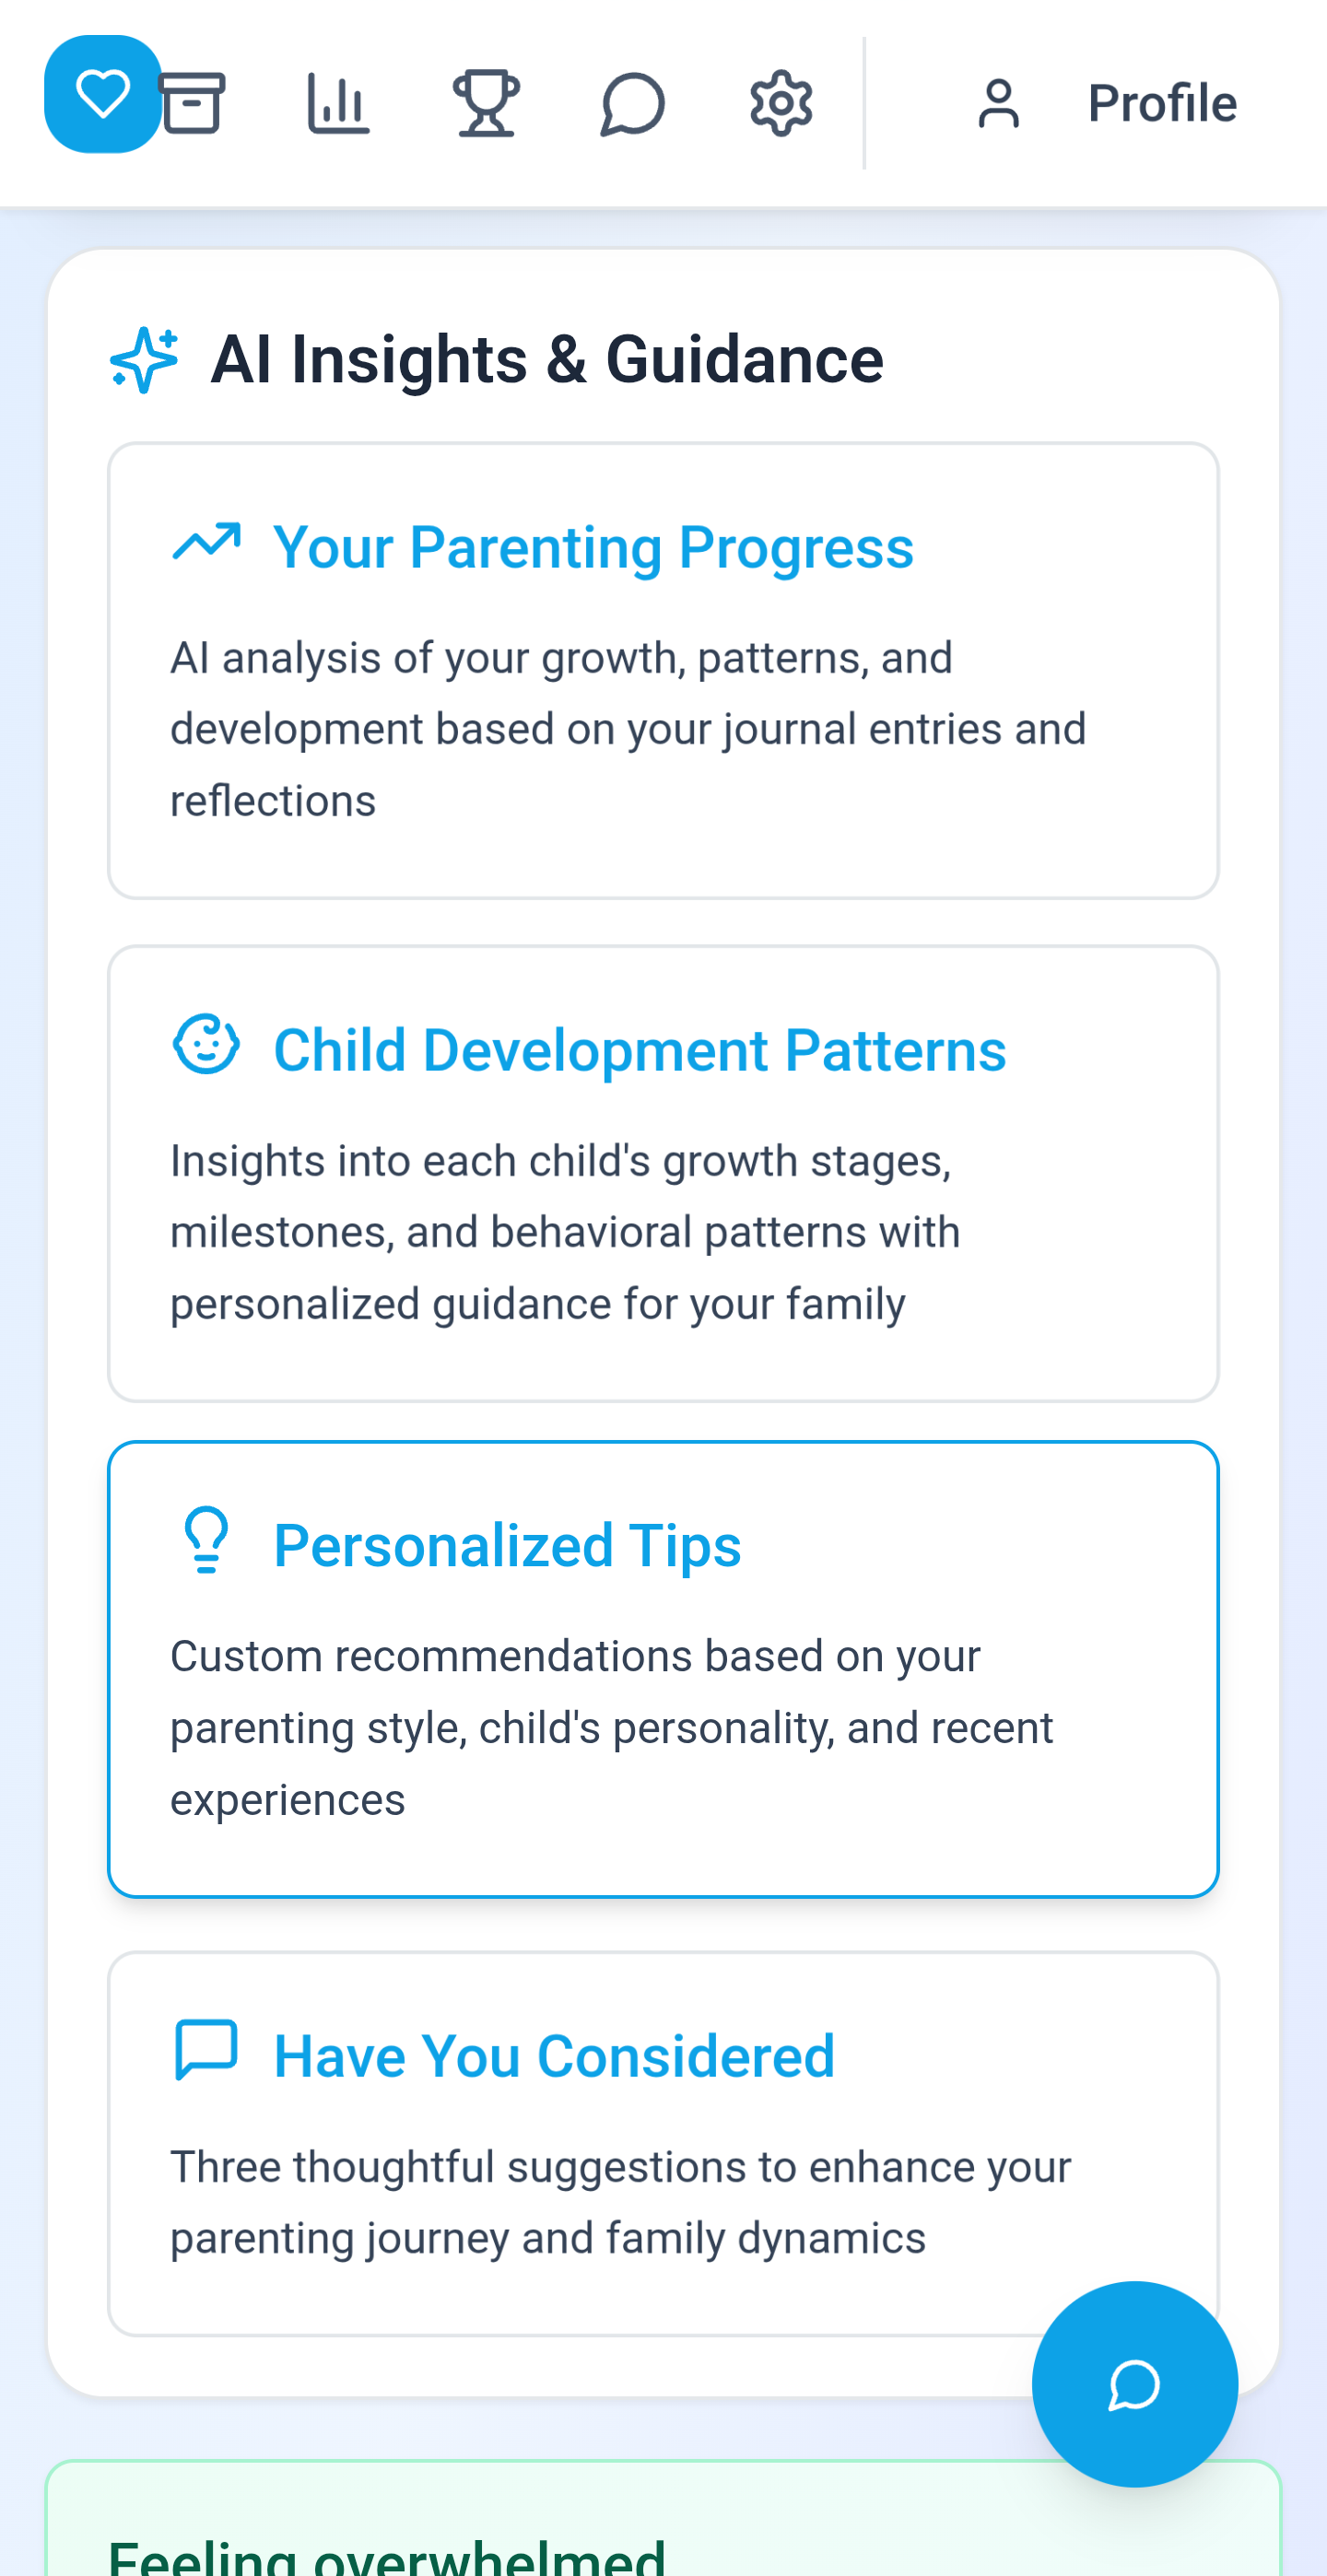 Profile
AI Insights & Guidance
Your Parenting Progress
AI analysis of your growth, patterns, and
development based on your journal entries and
reflections
Child Development Patterns
Insights into each child's growth stages,
milestones, and behavioral patterns with
personalized guidance for your family
Personalized Tips
Custom recommendations based on your
parenting style, child's personality, and recent
experiences
Have You Considered
Three thoughtful suggestions to enhance your
parenting journey and family dynamics
Feeling overwhelmed